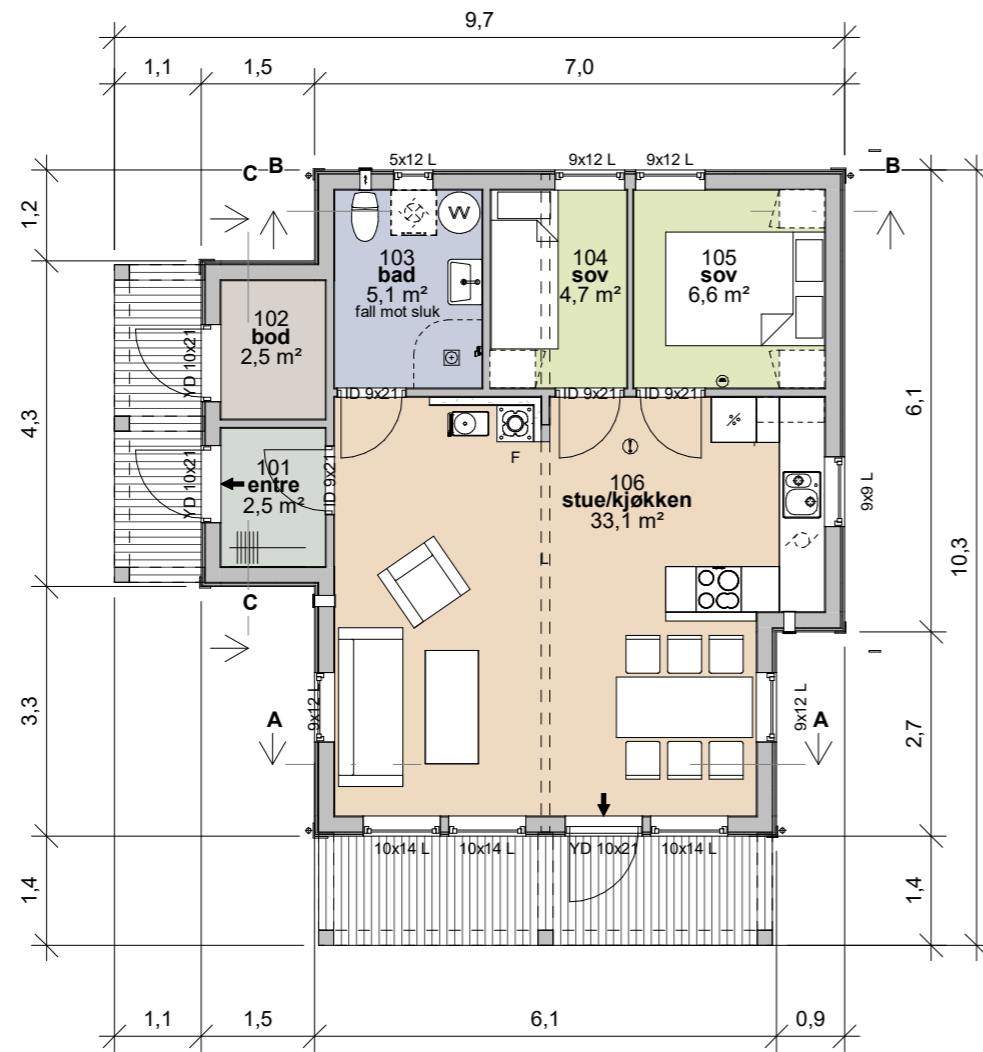 9,7
1,1
1,5
7,0
C
B
5x12 L
9x12 L
9x12 L
B
1,2
103
bad
5,1 m²
fall mot sluk
W
104
sov
4,7 m²
105
sov
6,6 m²
102
bod
2,5 m²
YD 10x21
ID 9x21
ID 9x21
ID 9x21
4,3
6,1
101
entre
2,5 m²
YD 10x21
ID 9x21
F
106
stue/kjøkken
33,1 m²
%
9x9 L
10,3
L
C
3,3
A
9x12 L
9x12 L
A
2,7
10x14 L
10x14 L
YD 10x21
10x14 L
1,4
1,4
1,1
1,5
6,1
0,9